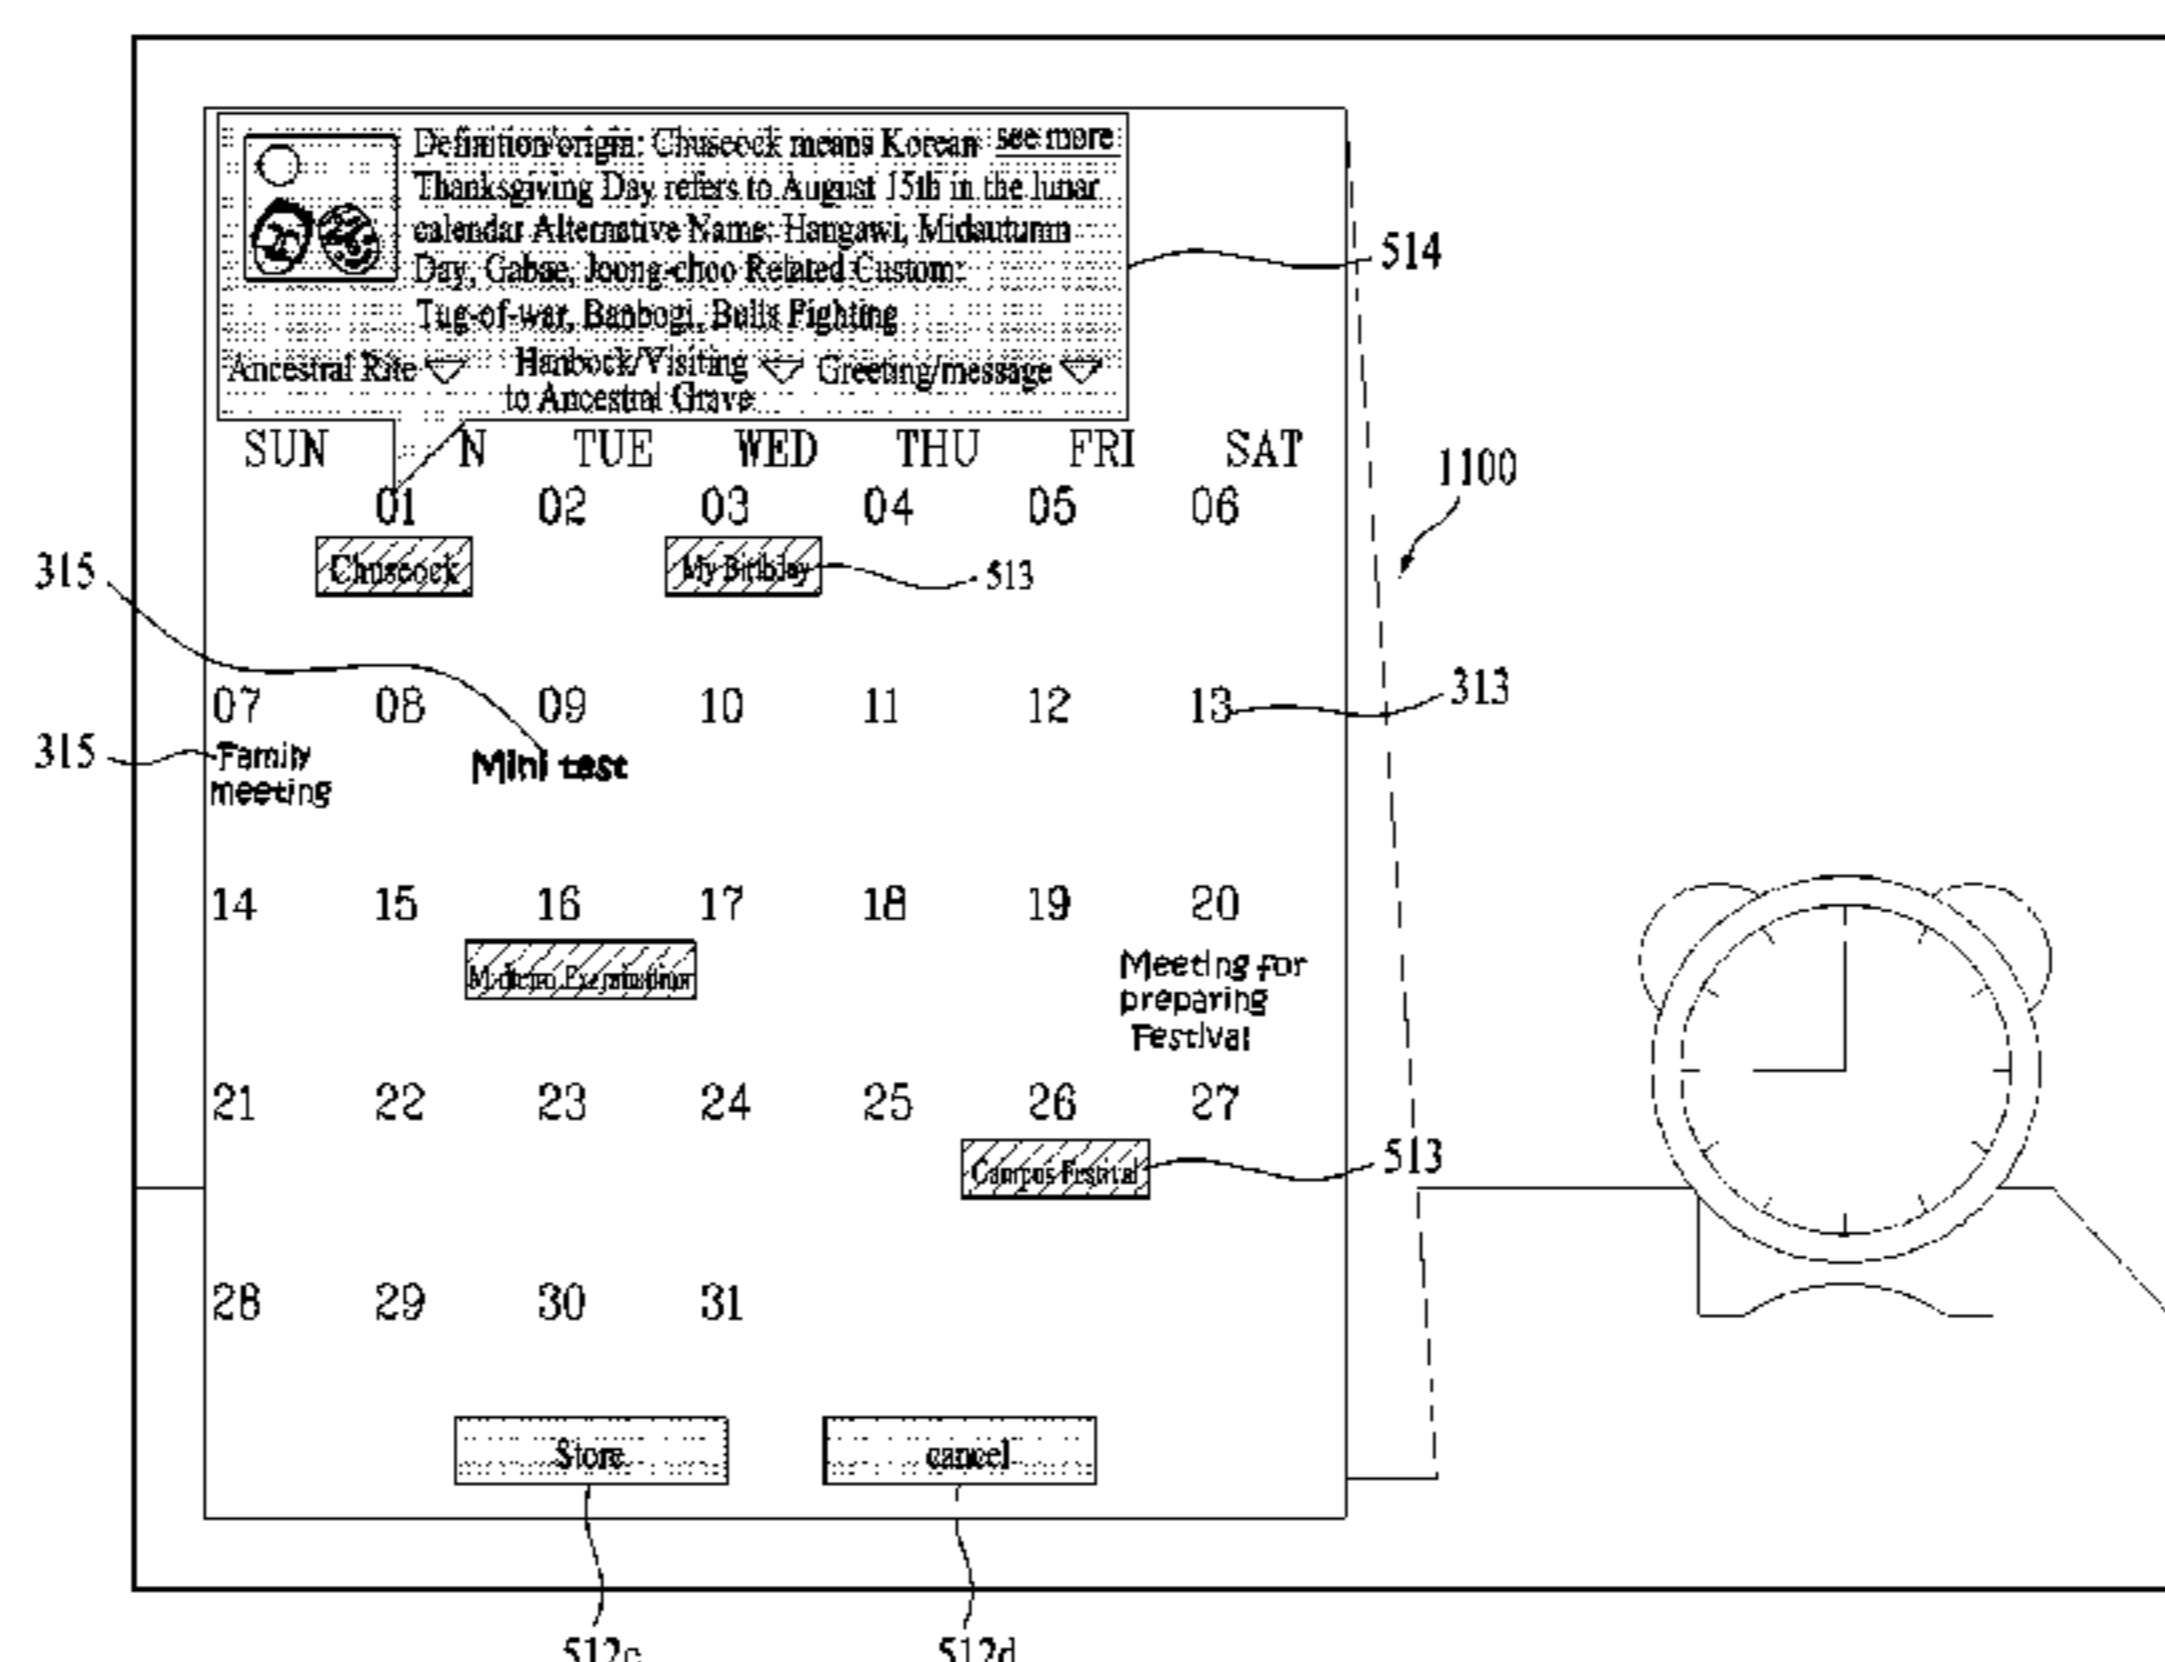 Definition/origin: Chuseock means Korean see more
Thanksgiving Day refers to August 15th in the lunar
calendar Alternative Name: Hangawi, Midautumn
Day, Gabae, Joong-choo Related Custom:
Tug-of-war, Banbogi, Bulls Fighting
Ancestral Rite Hanbock/Visiting Greeting/message
to Ancestral Grave
514
SUN N TUE WED THU FRI SAT
1100
01 02 03 04 05 06
315 Chuseock My Birthday 513
07 08 09 10 11 12 13 313
315 Family Mini test
meeting
14 15 16 17 18 19 20
Midterm Examination Meeting for
preparing
Festival
21 22 23 24 25 26 27
Campus Festival 513
28 29 30 31
Store cancel
512c 512d